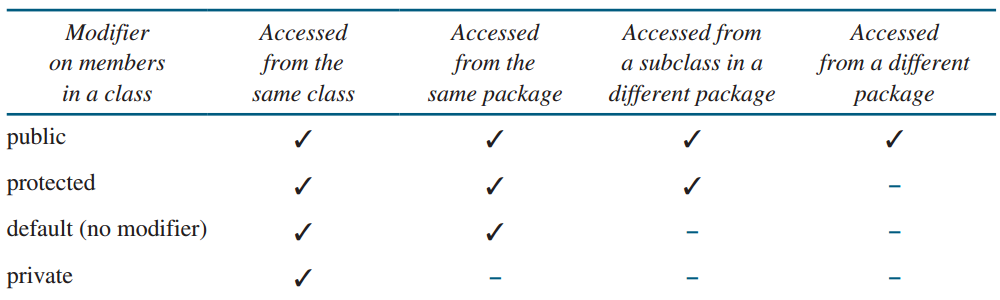 Modifier on members in a class	Accessed from the same class	Accessed from the same package	Accessed from a subclass in a different package	Accessed from a different package
public	✓	✓	✓	✓
protected	✓	✓	✓	–
default (no modifier)	✓	✓	–	–
private	✓	–	–	–